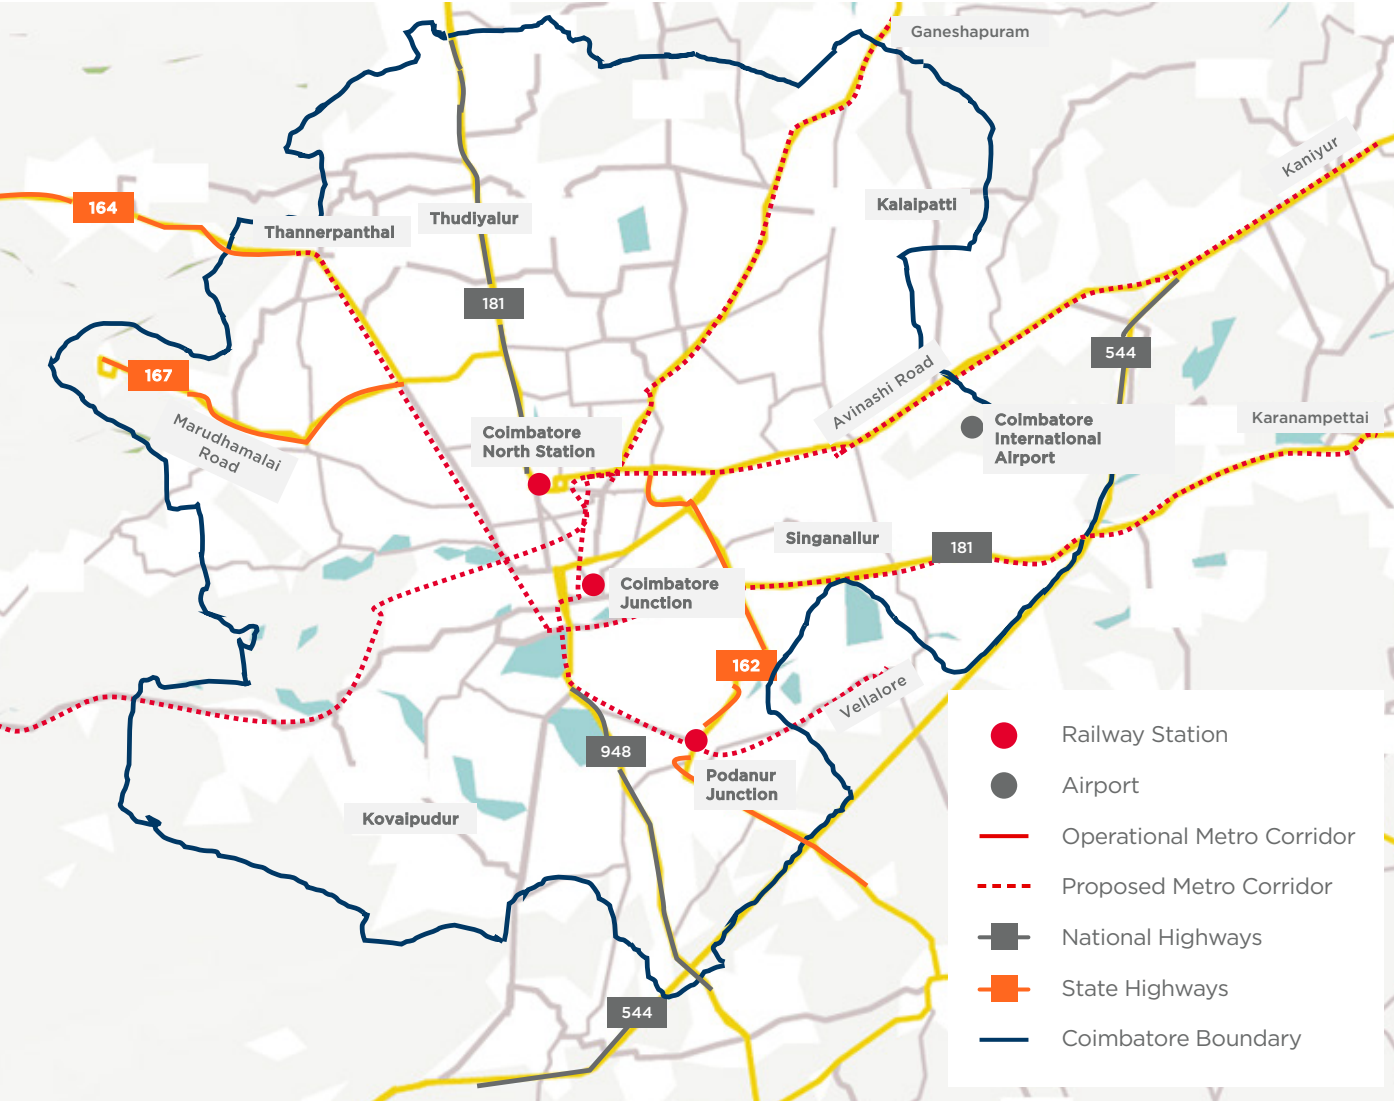 Ganeshapuram
Kaniyur
164
Thannerpanthal
Thudiyalur
Kalaipatti
181
544
167
Avinashi Road
Marudhamalai
Road
Coimbatore
North Station
Coimbatore
International
Airport
Karanampettai
Singanallur
181
Coimbatore
Junction
162
Vellalore
948
Podanur
Junction
Kovaipudur
544
Railway Station
Airport
Operational Metro Corridor
Proposed Metro Corridor
National Highways
State Highways
Coimbatore Boundary